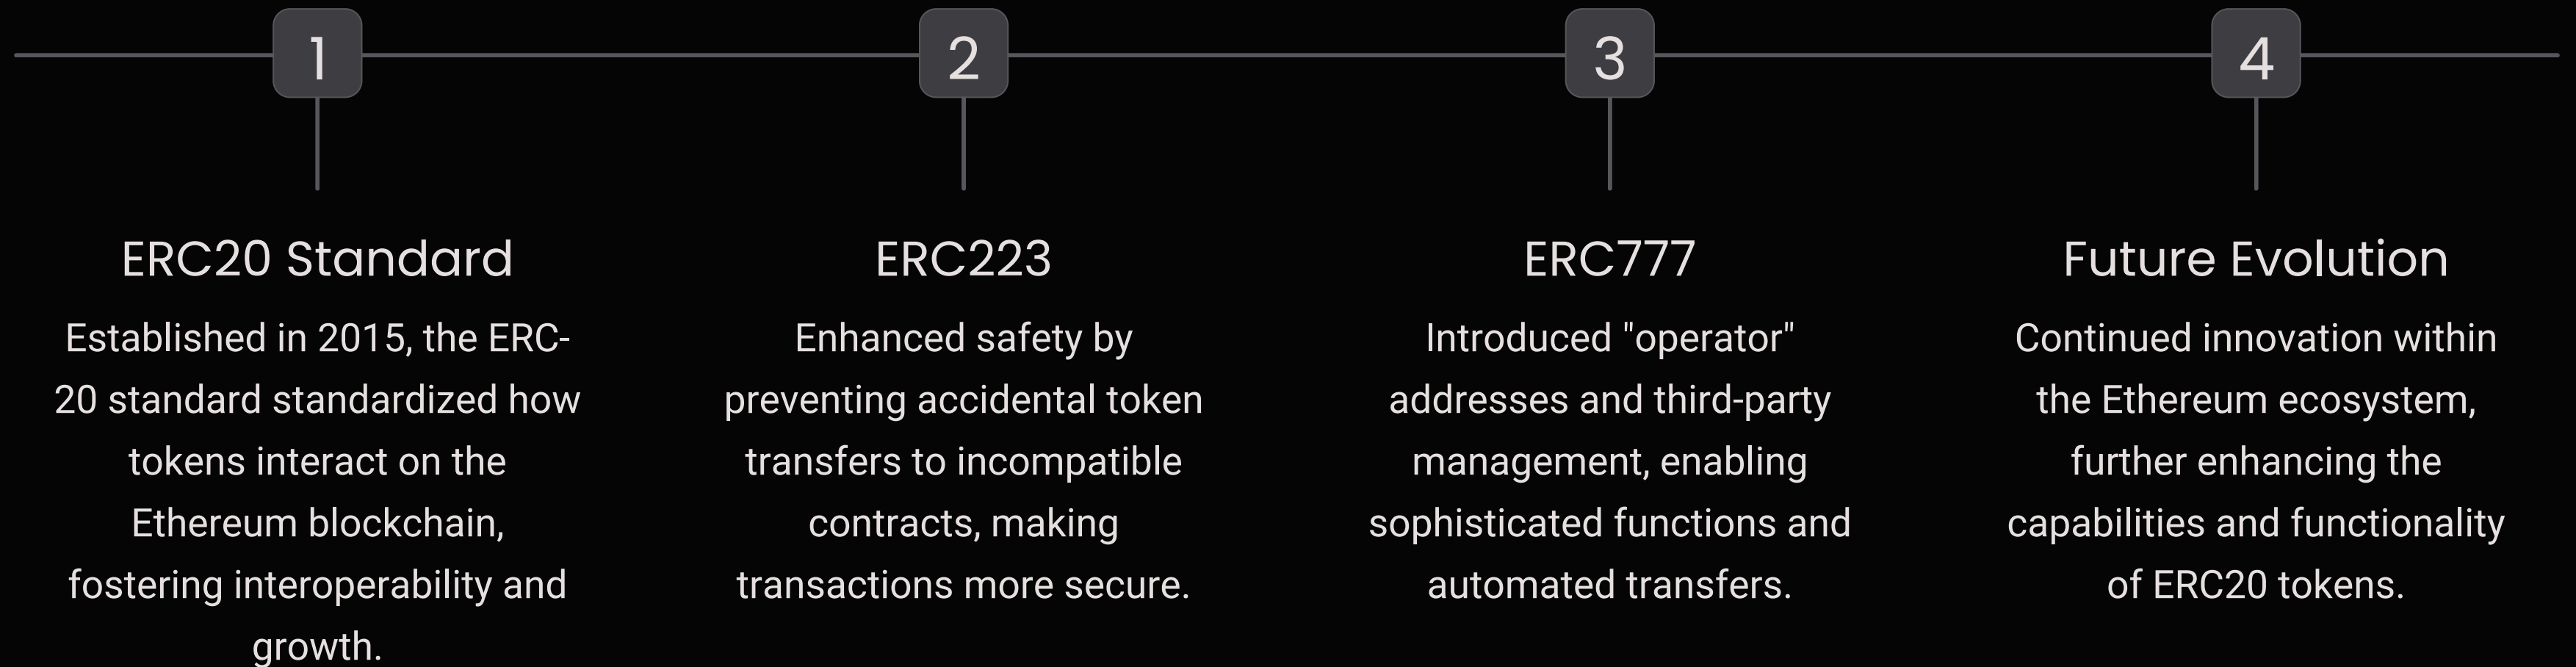 1
ERC20 Standard
Established in 2015, the ERC-
20 standard standardized how
tokens interact on the
Ethereum blockchain,
fostering interoperability and
growth.
2
ERC223
Enhanced safety by
preventing accidental token
transfers to incompatible
contracts, making
transactions more secure.
3
ERC777
Introduced "operator"
addresses and third-party
management, enabling
sophisticated functions and
automated transfers.
4
Future Evolution
Continued innovation within
the Ethereum ecosystem,
further enhancing the
capabilities and functionality
of ERC20 tokens.